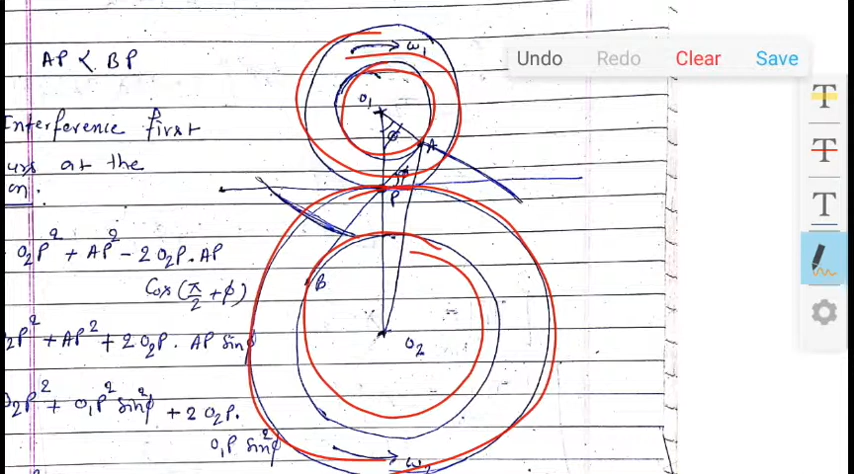 AP < BP
Interference first
at the
O₂P² + AP² - 2 O₂P. AP
Cos (π/2 + φ)
₂P² + AP² + 2 O₂P. AP sinφ
O₂P² + O₁P² sin²φ + 2 O₂P.
O₁P sin²φ
ω₁
O₁
φ
A
φ
P
B
O₂
ω₂
Undo Redo Clear Save
T
T
T